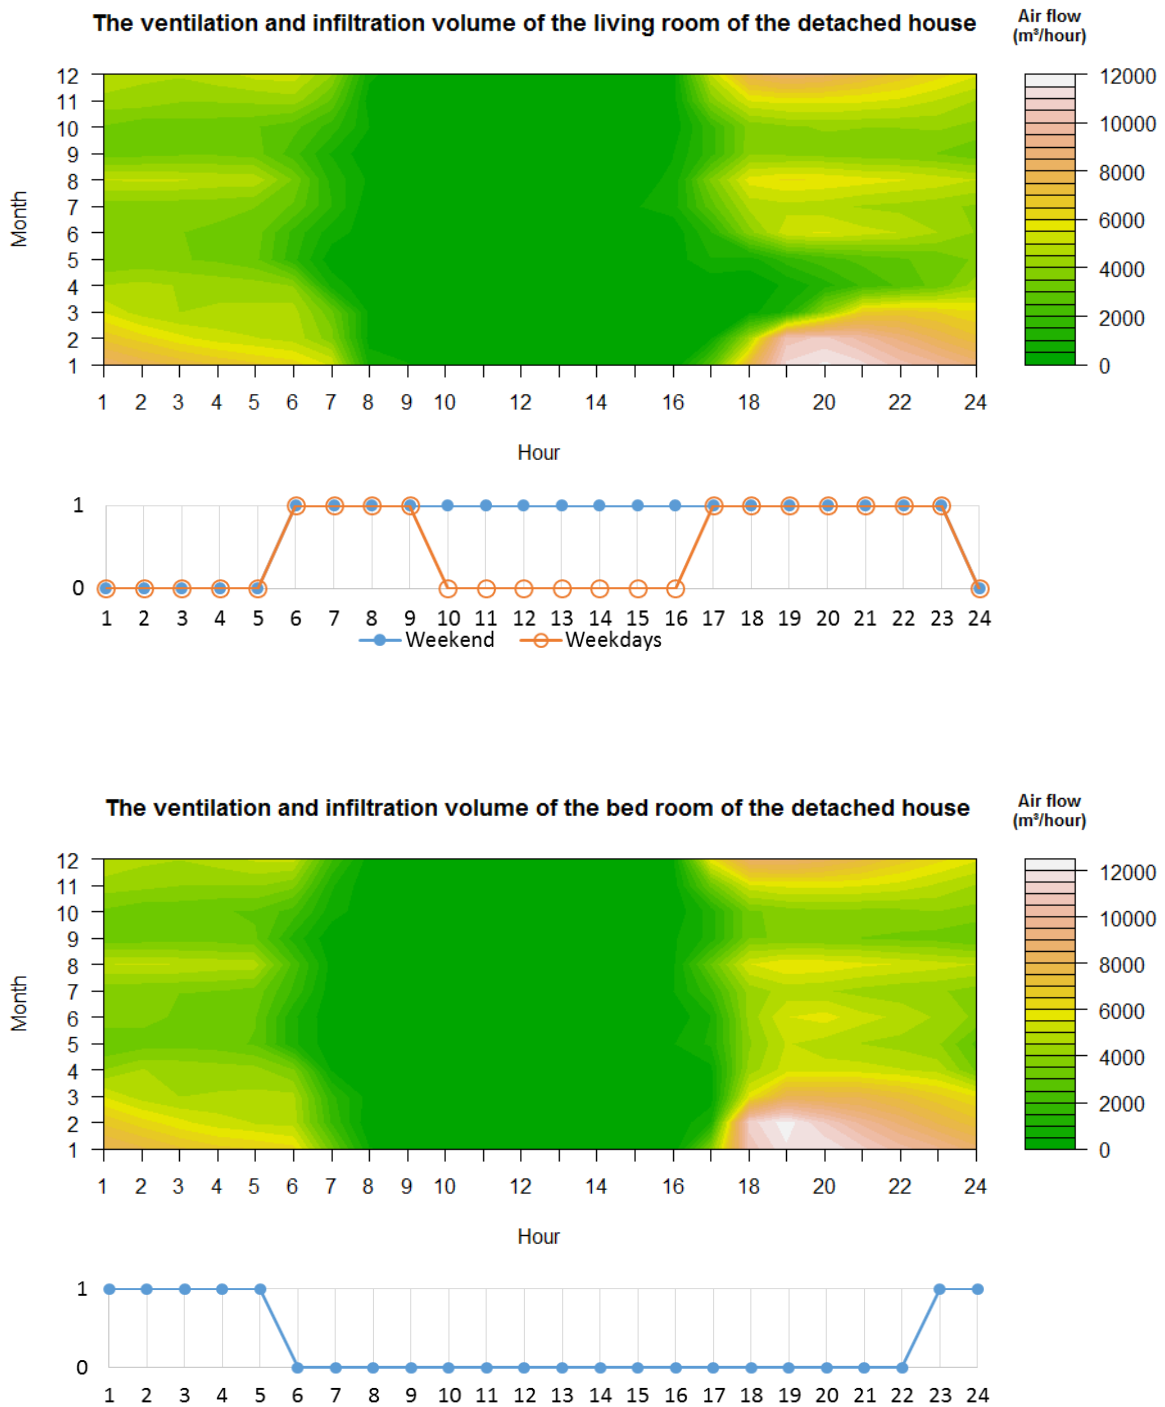 The ventilation and infiltration volume of the living room of the detached house
Air flow
(m³/hour)
12
11
10
9
8
7
6
5
4
3
2
1
Month
1 2 3 4 5 6 7 8 9 10 12 14 16 18 20 22 24
Hour
12000
10000
8000
6000
4000
2000
0
1
0
1 2 3 4 5 6 7 8 9 10 11 12 13 14 15 16 17 18 19 20 21 22 23 24
Weekend Weekdays
The ventilation and infiltration volume of the bed room of the detached house
Air flow
(m³/hour)
12
11
10
9
8
7
6
5
4
3
2
1
Month
1 2 3 4 5 6 7 8 9 10 12 14 16 18 20 22 24
Hour
12000
10000
8000
6000
4000
2000
0
1
0
1 2 3 4 5 6 7 8 9 10 11 12 13 14 15 16 17 18 19 20 21 22 23 24